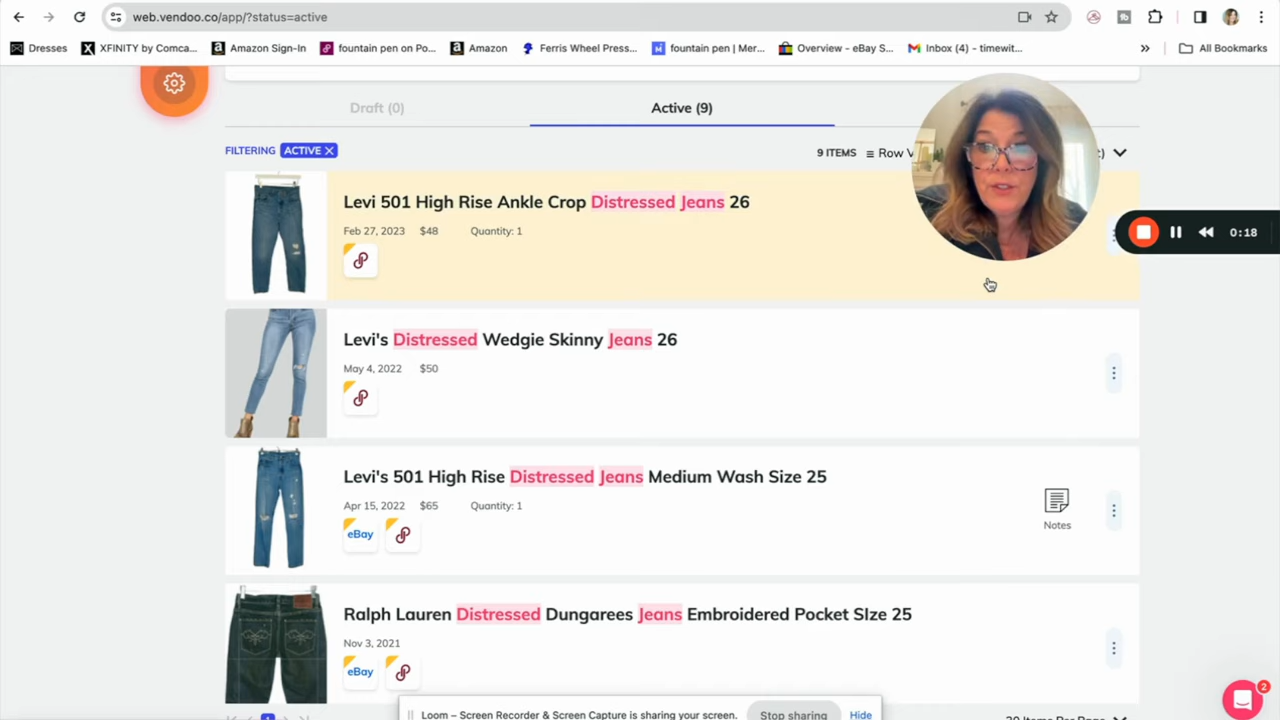 web.vendoo.co/app/?status=active
Dresses
XFINITY by Comca...
Amazon Sign-In
fountain pen on Po...
Amazon
Ferris Wheel Press...
fountain pen | Mer...
Overview - eBay S...
Inbox (4) - timewit...
»
All Bookmarks
Draft (0)
Active (9)
FILTERING ACTIVE X
9 ITEMS
Row V
Levi 501 High Rise Ankle Crop Distressed Jeans 26
Feb 27, 2023 $48 Quantity: 1
0:18
Levi's Distressed Wedgie Skinny Jeans 26
May 4, 2022 $50
Levi's 501 High Rise Distressed Jeans Medium Wash Size 25
Apr 15, 2022 $65 Quantity: 1
eBay
Notes
Ralph Lauren Distressed Dungarees Jeans Embroidered Pocket SIze 25
Nov 3, 2021
eBay
2
Loom – Screen Recorder & Screen Capture is sharing your screen. Stop sharing Hide